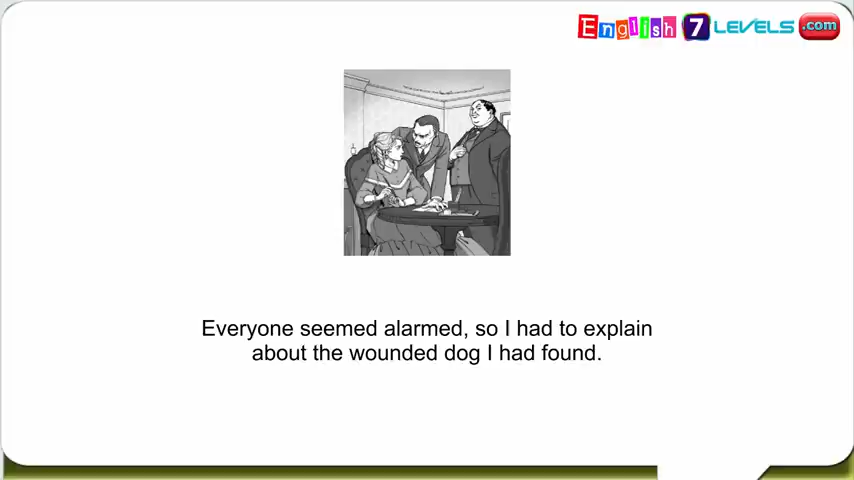 English 7 LEVELS .com
Everyone seemed alarmed, so I had to explain
about the wounded dog I had found.